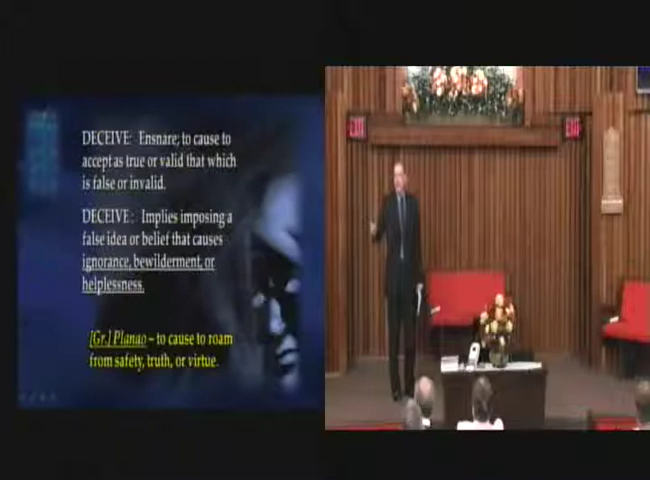 DECEIVE: Ensnare; to cause to
accept as true or valid that which
is false or invalid.
DECEIVE: Implies imposing a
false idea or belief that causes
ignorance, bewilderment, or
helplessness.
[Gr.] Planao – to cause to roam
from safety, truth, or virtue.
EXIT
EXIT